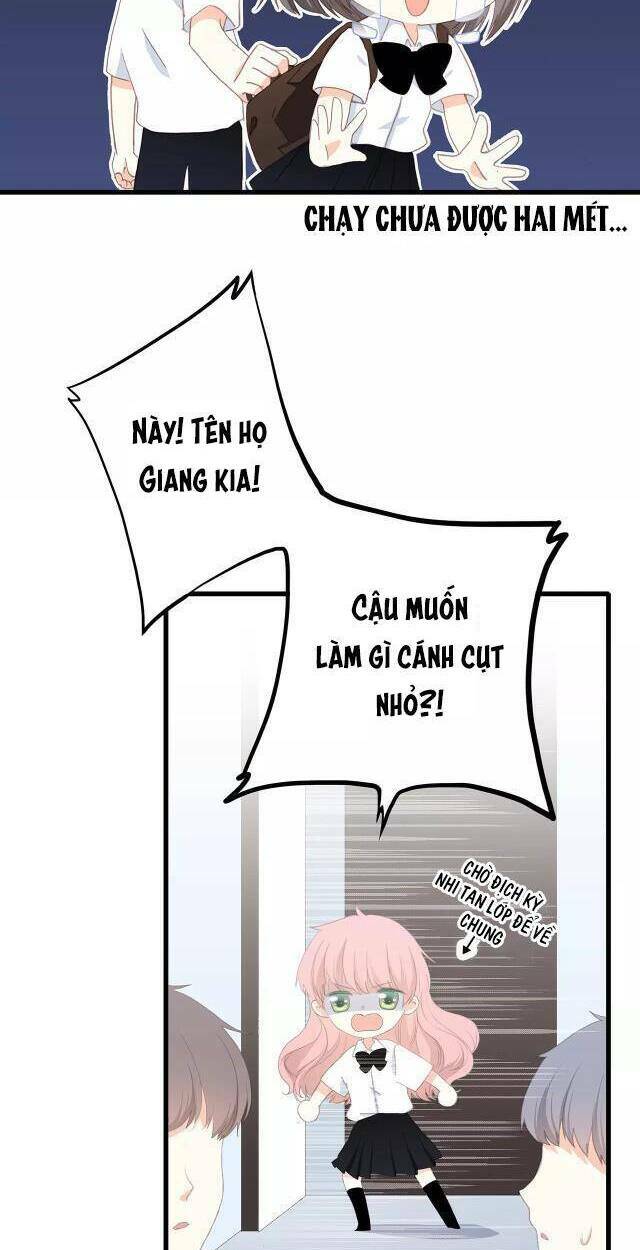 CHẠY CHƯA ĐƯỢC HAI MÉT...
NÀY! TÊN HỌ
GIANG KIA!
CẬU MUỐN
LÀM GÌ CÁNH CỤT
NHỎ?!
CHỜ ĐỊCH KỲ
NHI TAN LỚP ĐỂ VỀ
CHUNG